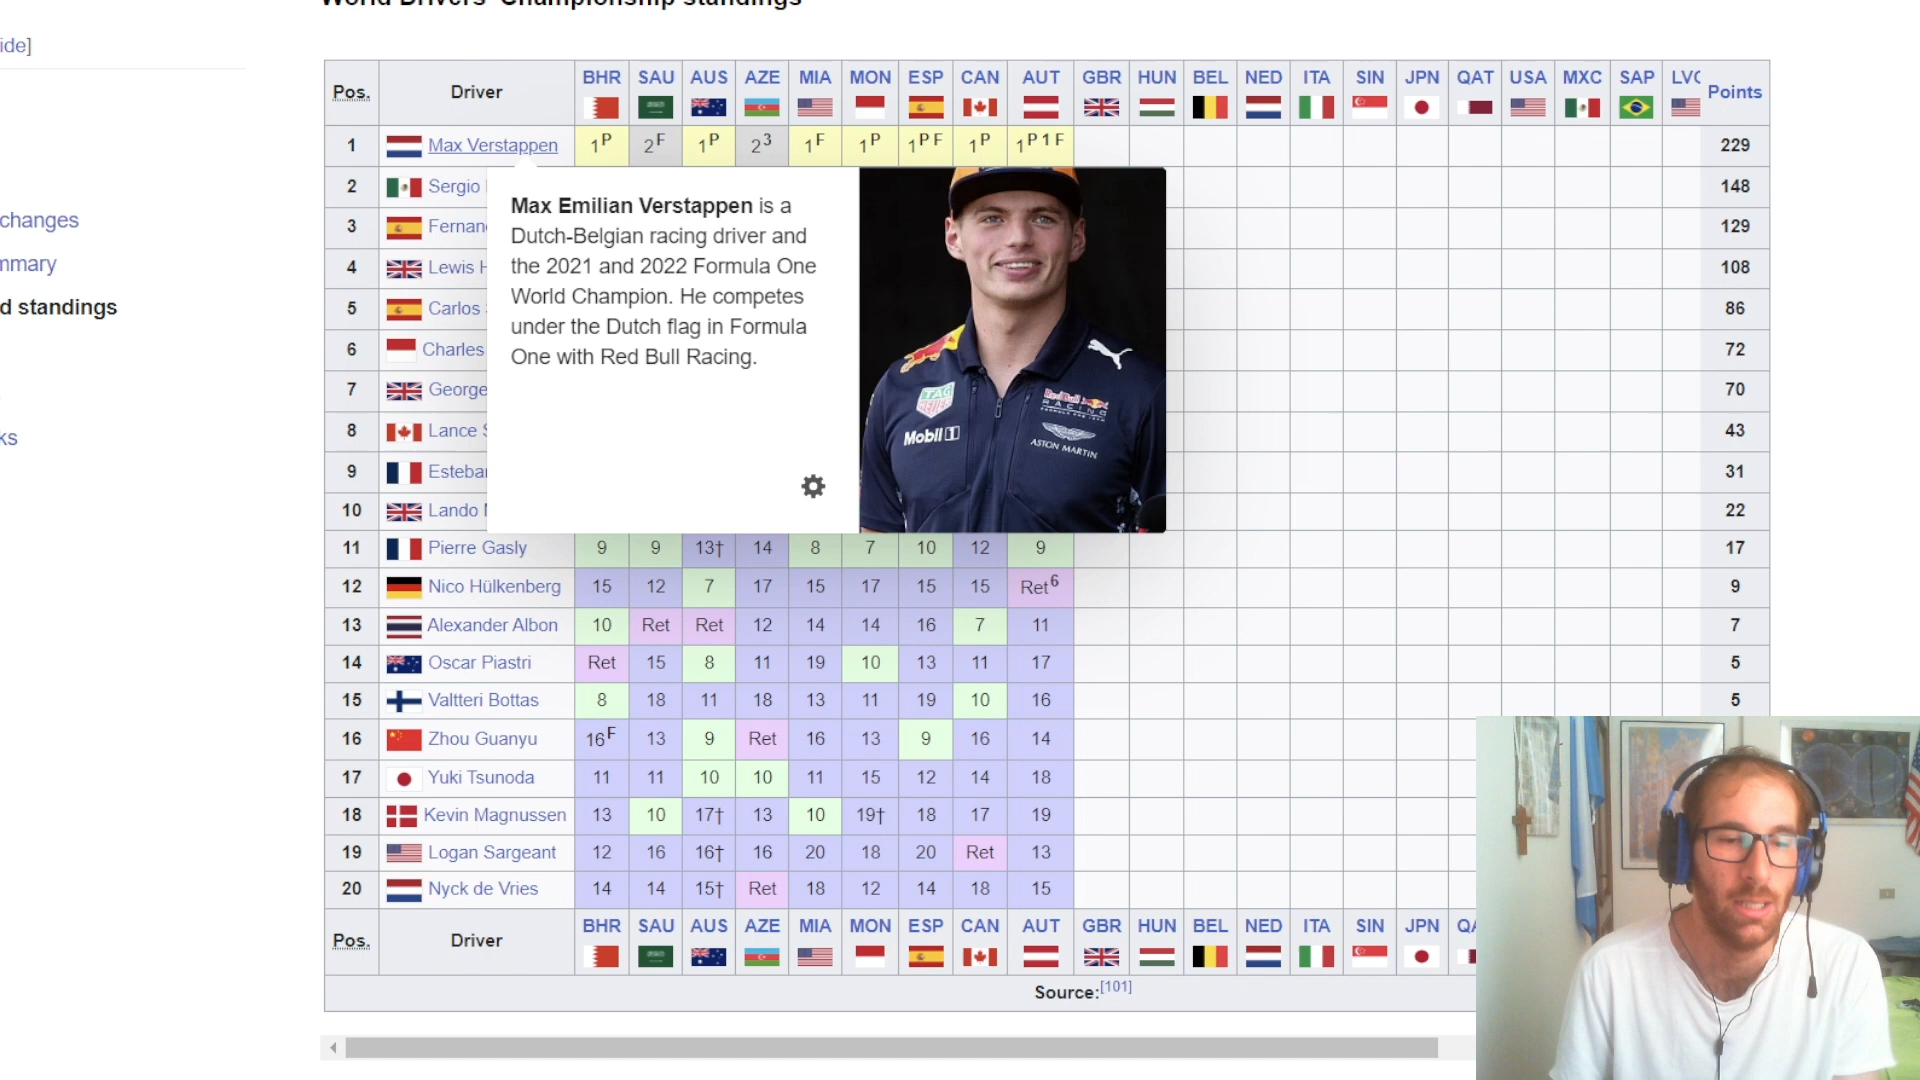 World Drivers' Championship standings
ide]
changes
mmary
d standings
ks
Pos. Driver BHR SAU AUS AZE MIA MON ESP CAN AUT GBR HUN BEL NED ITA SIN JPN QAT USA MXC SAP LVG Points
1 Max Verstappen 1P 2F 1P 23 1F 1P 1P F 1P 1P 1 F 229
2 Sergio 148
3 Fernan 129
4 Lewis H 108
5 Carlos 86
6 Charles 72
7 George 70
8 Lance S 43
9 Esteban 31
10 Lando N 22
Max Emilian Verstappen is a
Dutch-Belgian racing driver and
the 2021 and 2022 Formula One
World Champion. He competes
under the Dutch flag in Formula
One with Red Bull Racing.
TAG
HEUER
Mobil 1
Red Bull
RACING
ASTON MARTIN
11 Pierre Gasly 9 9 13† 14 8 7 10 12 9 17
12 Nico Hülkenberg 15 12 7 17 15 17 15 15 Ret6 9
13 Alexander Albon 10 Ret Ret 12 14 14 16 7 11 7
14 Oscar Piastri Ret 15 8 11 19 10 13 11 17 5
15 Valtteri Bottas 8 18 11 18 13 11 19 10 16 5
16 Zhou Guanyu 16F 13 9 Ret 16 13 9 16 14
17 Yuki Tsunoda 11 11 10 10 11 15 12 14 18
18 Kevin Magnussen 13 10 17† 13 10 19† 18 17 19
19 Logan Sargeant 12 16 16† 16 20 18 20 Ret 13
20 Nyck de Vries 14 14 15† Ret 18 12 14 18 15
Pos. Driver BHR SAU AUS AZE MIA MON ESP CAN AUT GBR HUN BEL NED ITA SIN JPN QA
Source:[101]